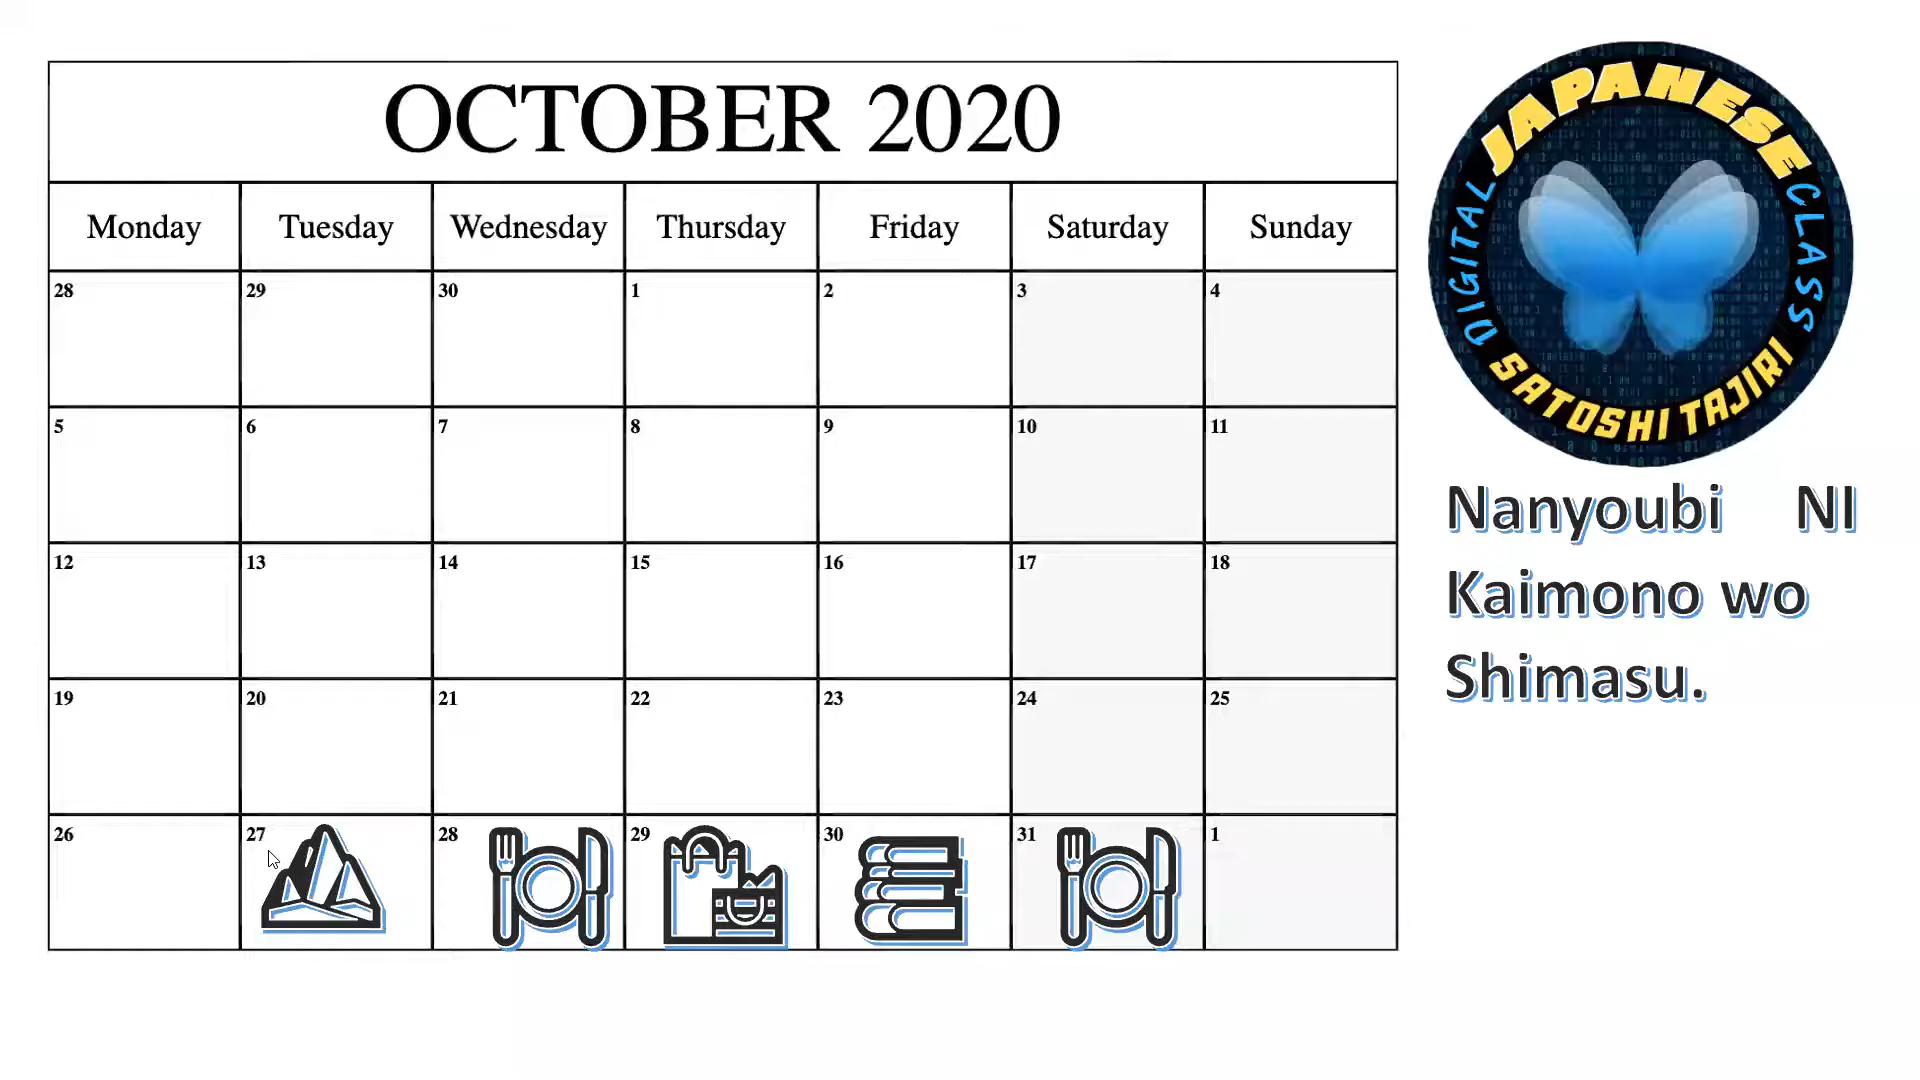 OCTOBER 2020
Monday Tuesday Wednesday Thursday Friday Saturday Sunday
28 29 30 1 2 3 4
5 6 7 8 9 10 11
12 13 14 15 16 17 18
19 20 21 22 23 24 25
26 27 28 29 30 31 1
DIGITAL JAPANESE CLASS
SATOSHI TAJIRI
Nanyoubi NI
Kaimono wo
Shimasu.